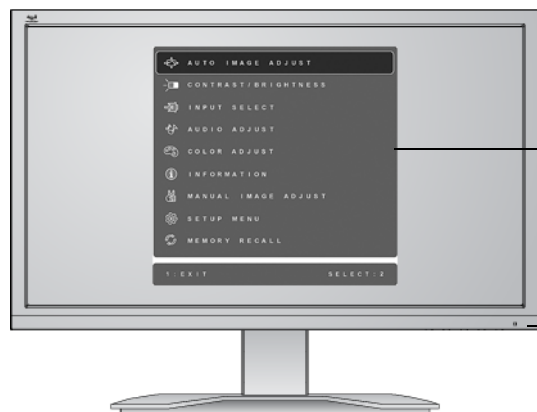 AUTO IMAGE ADJUST
CONTRAST/BRIGHTNESS
INPUT SELECT
AUDIO ADJUST
COLOR ADJUST
INFORMATION
MANUAL IMAGE ADJUST
SETUP MENU
MEMORY RECALL
1:EXIT SELECT:2